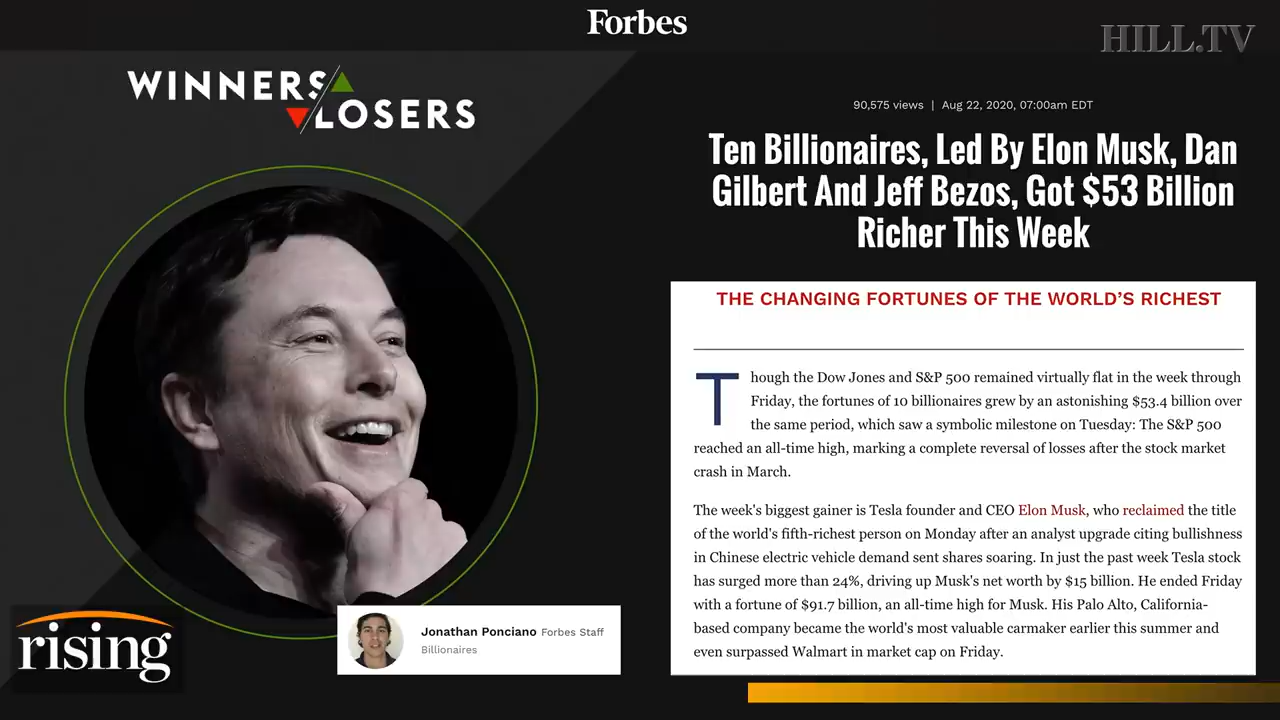 Forbes
HILL.TV
WINNERS
LOSERS
90,575 views | Aug 22, 2020, 07:00am EDT
Ten Billionaires, Led By Elon Musk, Dan
Gilbert And Jeff Bezos, Got $53 Billion
Richer This Week
THE CHANGING FORTUNES OF THE WORLD'S RICHEST
Though the Dow Jones and S&P 500 remained virtually flat in the week through
Friday, the fortunes of 10 billionaires grew by an astonishing $53.4 billion over
the same period, which saw a symbolic milestone on Tuesday: The S&P 500
reached an all-time high, marking a complete reversal of losses after the stock market
crash in March.
The week's biggest gainer is Tesla founder and CEO Elon Musk, who reclaimed the title
of the world's fifth-richest person on Monday after an analyst upgrade citing bullishness
in Chinese electric vehicle demand sent shares soaring. In just the past week Tesla stock
has surged more than 24%, driving up Musk's net worth by $15 billion. He ended Friday
with a fortune of $91.7 billion, an all-time high for Musk. His Palo Alto, California-
based company became the world's most valuable carmaker earlier this summer and
even surpassed Walmart in market cap on Friday.
rising
Jonathan Ponciano Forbes Staff
Billionaires